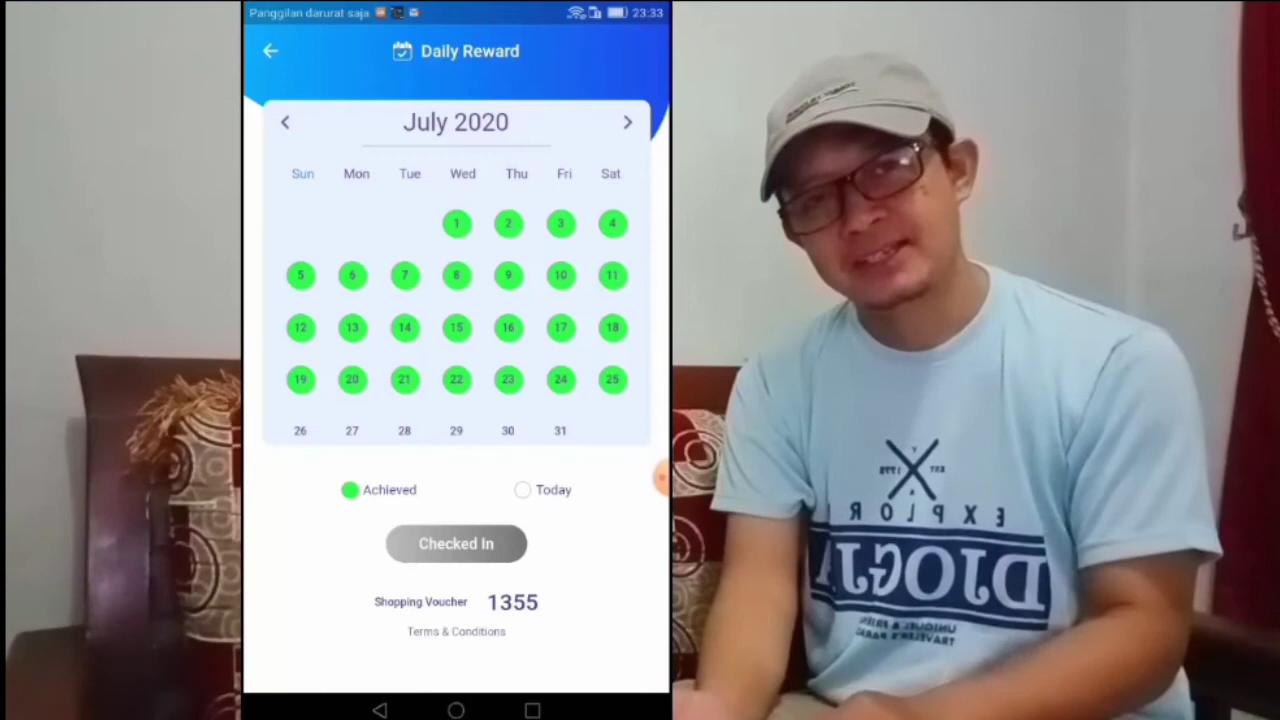 Panggilan darurat saja
23:33
Daily Reward
July 2020
Sun Mon Tue Wed Thu Fri Sat
1 2 3 4
5 6 7 8 9 10 11
12 13 14 15 16 17 18
19 20 21 22 23 24 25
26 27 28 29 30 31
Achieved Today
Checked In
Shopping Voucher 1355
Terms & Conditions
EST 1775
EXPLOR
DJOGJA